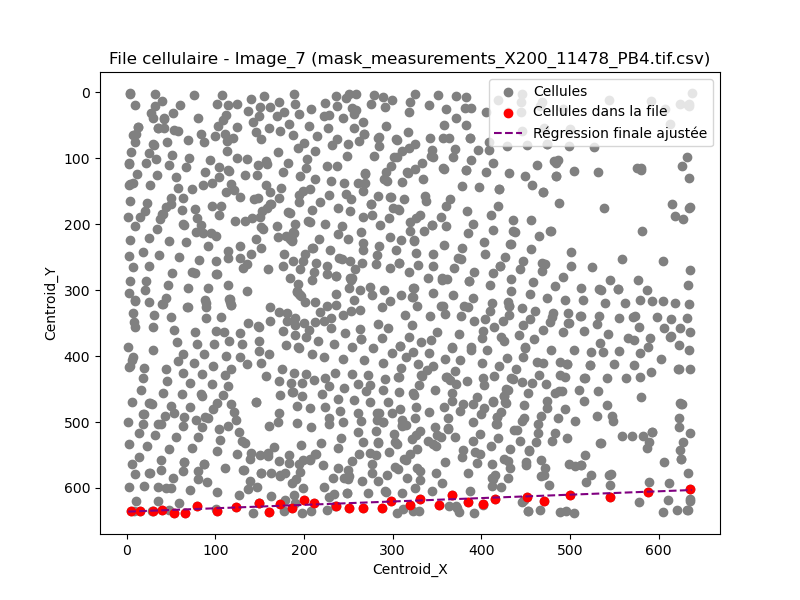 File cellulaire - Image_7 (mask_measurements_X200_11478_PB4.tif.csv)
Cellules
Cellules dans la file
Régression finale ajustée
0
100
200
300
400
500
600
Centroid_Y
0 100 200 300 400 500 600
Centroid_X